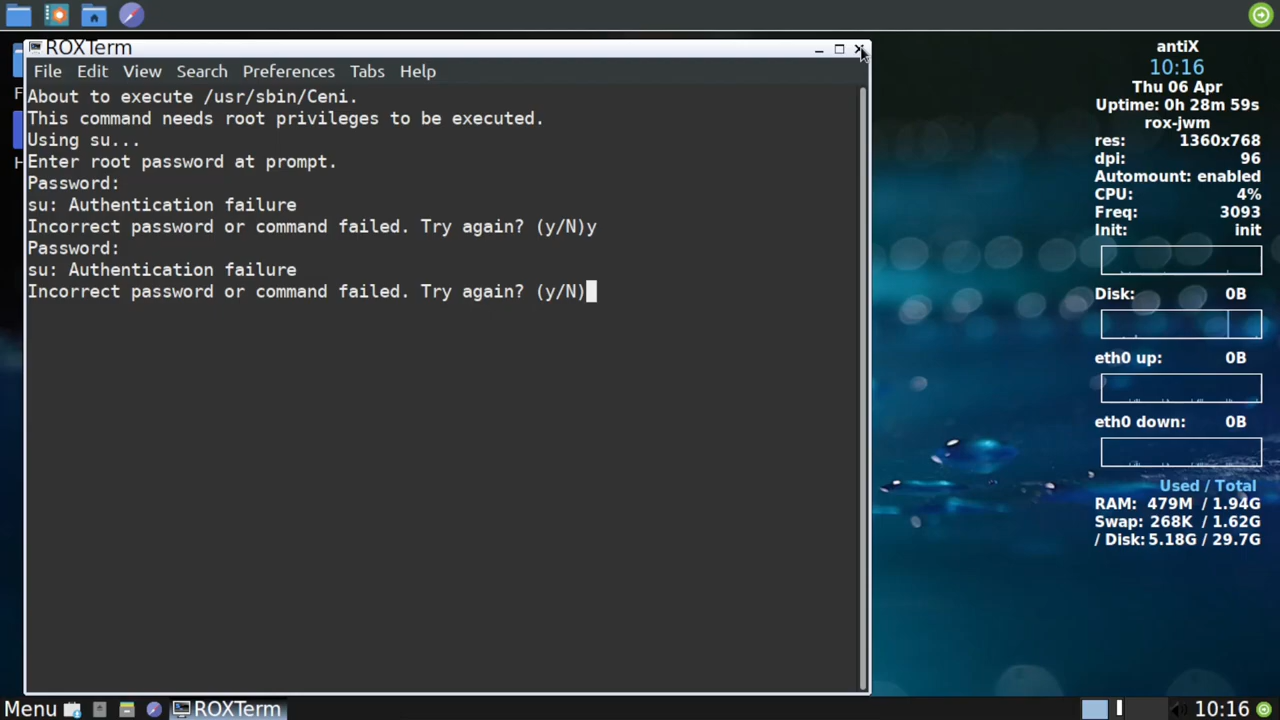 ROXTerm
File Edit View Search Preferences Tabs Help
About to execute /usr/sbin/Ceni.
This command needs root privileges to be executed.
Using su...
Enter root password at prompt.
Password:
su: Authentication failure
Incorrect password or command failed. Try again? (y/N)y
Password:
su: Authentication failure
Incorrect password or command failed. Try again? (y/N)
antiX
10:16
Thu 06 Apr
Uptime: 0h 28m 59s
rox-jwm
res: 1360x768
dpi: 96
Automount: enabled
CPU: 4%
Freq: 3093
Init: init
Disk: 0B
eth0 up: 0B
eth0 down: 0B
Used / Total
RAM: 479M / 1.94G
Swap: 268K / 1.62G
/ Disk: 5.18G / 29.7G
Menu ROXTerm 10:16